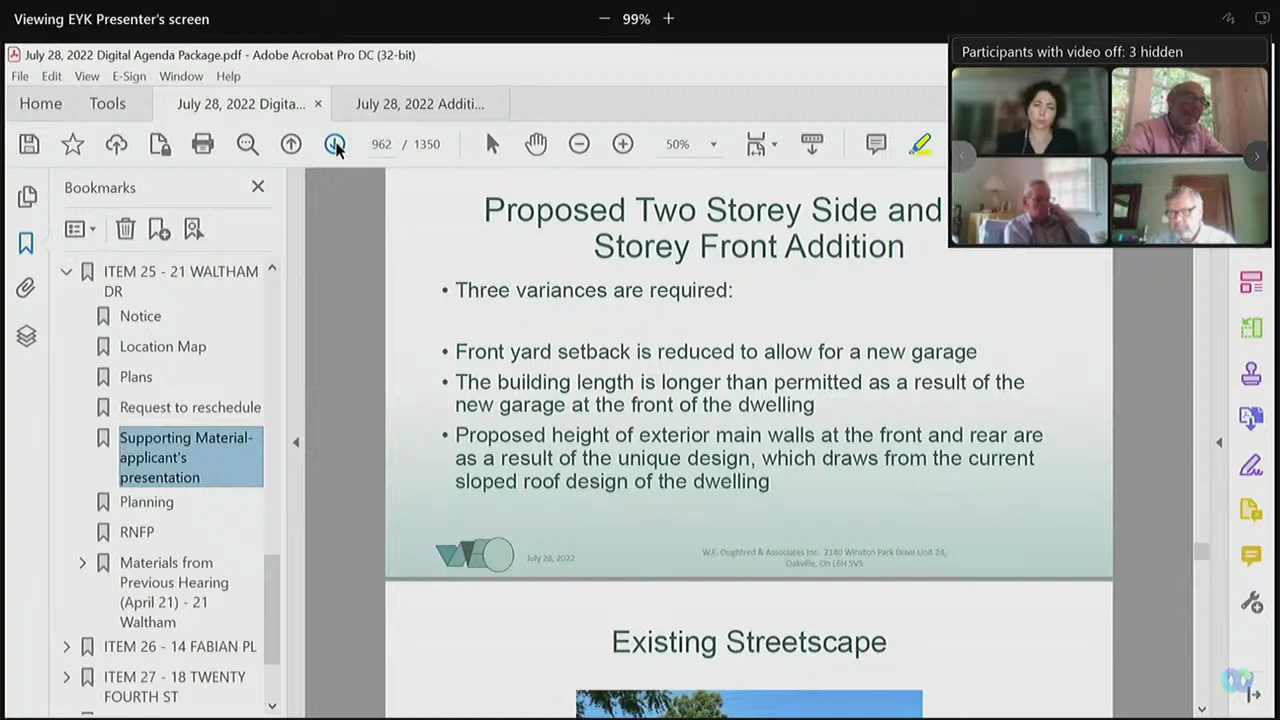 Viewing EYK Presenter's screen
99%
July 28, 2022 Digital Agenda Package.pdf - Adobe Acrobat Pro DC (32-bit)
Participants with video off: 3 hidden
File Edit View E-Sign Window Help
Home Tools July 28, 2022 Digita... July 28, 2022 Additi...
962 / 1350 50%
Bookmarks
ITEM 25 - 21 WALTHAM
DR
Notice
Location Map
Plans
Request to reschedule
Supporting Material-
applicant's
presentation
Planning
RNFP
Materials from
Previous Hearing
(April 21) - 21
Waltham
ITEM 26 - 14 FABIAN PL
ITEM 27 - 18 TWENTY
FOURTH ST
Proposed Two Storey Side and
Storey Front Addition
• Three variances are required:
• Front yard setback is reduced to allow for a new garage
• The building length is longer than permitted as a result of the
new garage at the front of the dwelling
• Proposed height of exterior main walls at the front and rear are
as a result of the unique design, which draws from the current
sloped roof design of the dwelling
July 28, 2022
W.E. Oughtred & Associates Inc. 2140 Winston Park Drive Unit 28,
Oakville, On L6H 5V5
Existing Streetscape